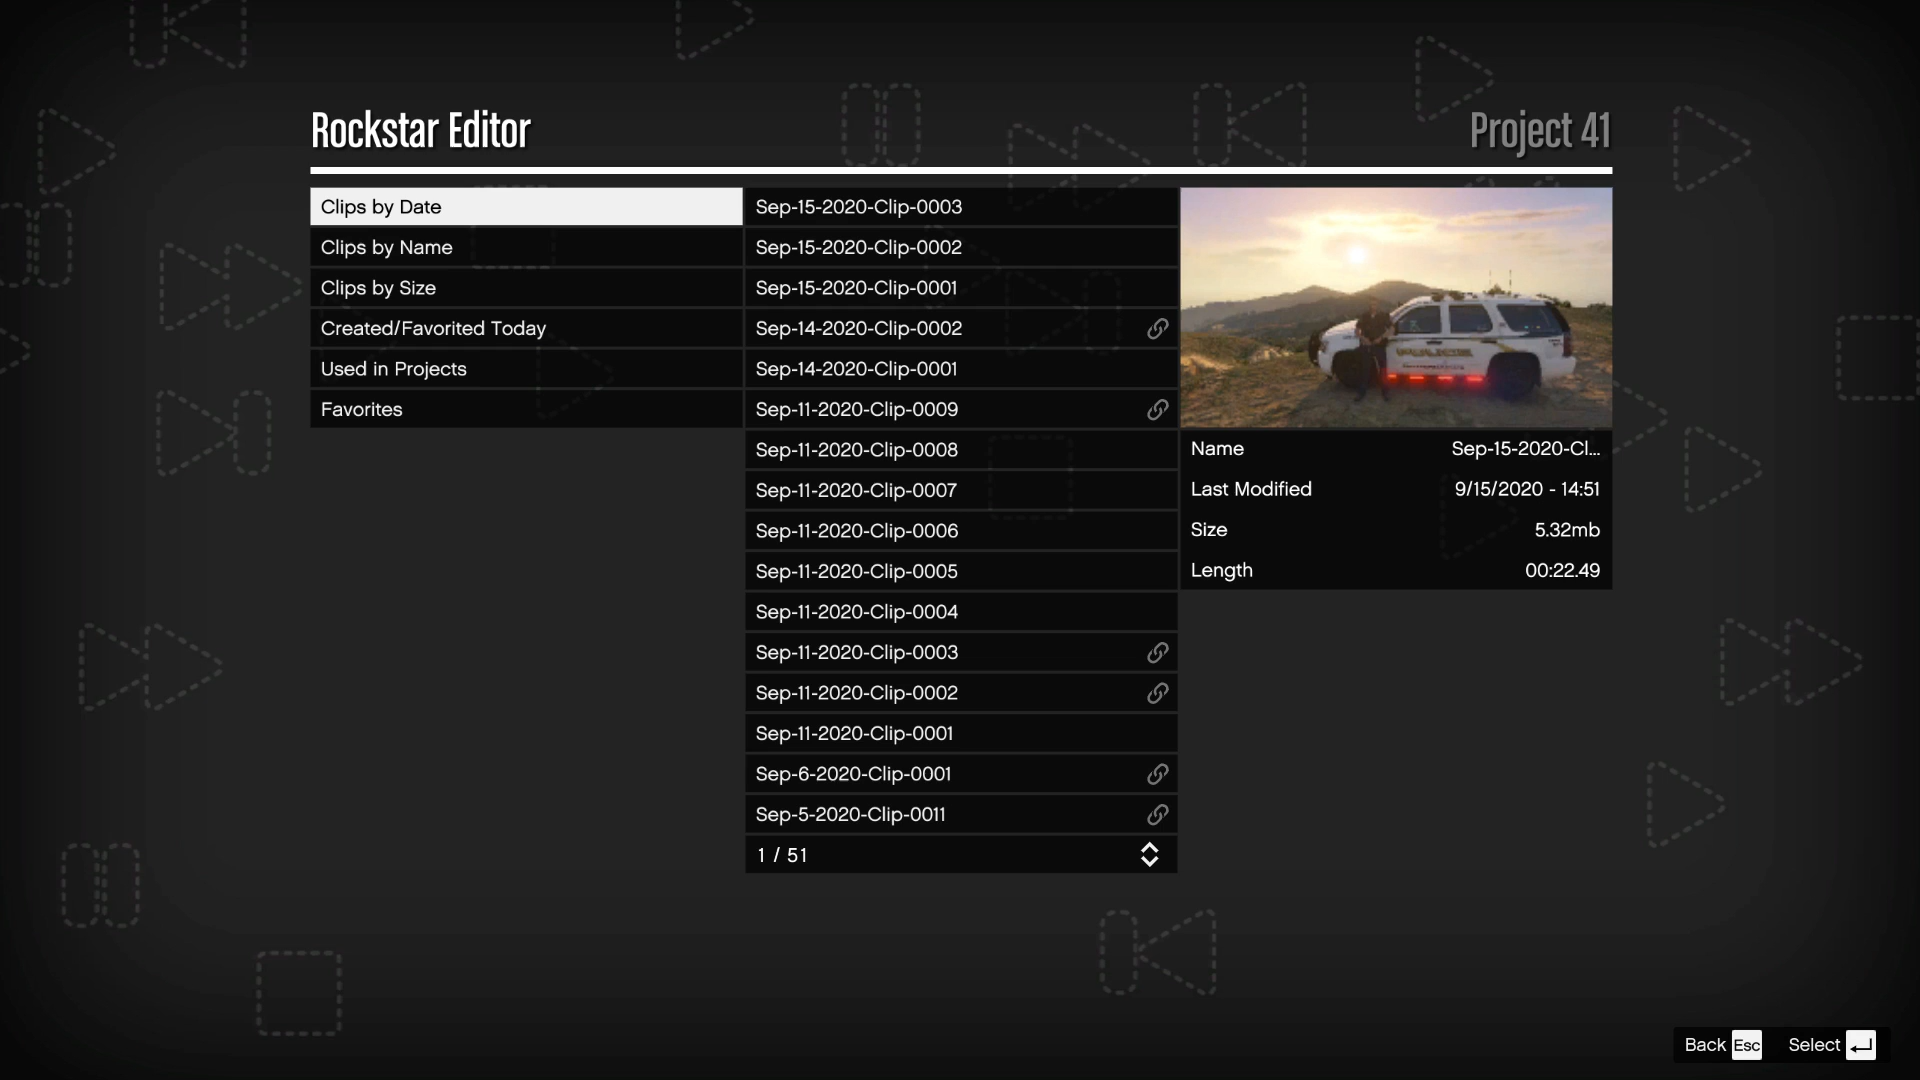 Rockstar Editor
Project 41
Clips by Date
Clips by Name
Clips by Size
Created/Favorited Today
Used in Projects
Favorites
Sep-15-2020-Clip-0003
Sep-15-2020-Clip-0002
Sep-15-2020-Clip-0001
Sep-14-2020-Clip-0002
Sep-14-2020-Clip-0001
Sep-11-2020-Clip-0009
Sep-11-2020-Clip-0008
Sep-11-2020-Clip-0007
Sep-11-2020-Clip-0006
Sep-11-2020-Clip-0005
Sep-11-2020-Clip-0004
Sep-11-2020-Clip-0003
Sep-11-2020-Clip-0002
Sep-11-2020-Clip-0001
Sep-6-2020-Clip-0001
Sep-5-2020-Clip-0011
1 / 51
POLICE
Name Sep-15-2020-Cl...
Last Modified 9/15/2020 - 14:51
Size 5.32mb
Length 00:22.49
Back Esc Select